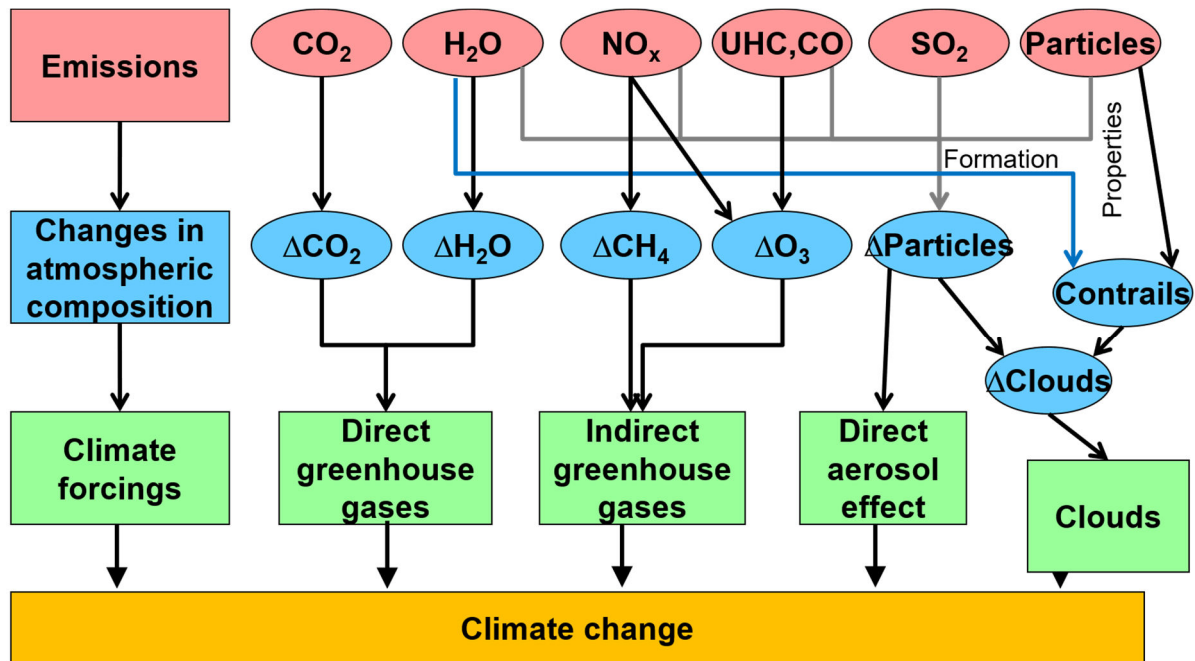 Emissions
CO₂
H₂O
NOₓ
UHC,CO
SO₂
Particles
Formation
Properties
Changes in
atmospheric
composition
ΔCO₂
ΔH₂O
ΔCH₄
ΔO₃
ΔParticles
Contrails
ΔClouds
Climate
forcings
Direct
greenhouse
gases
Indirect
greenhouse
gases
Direct
aerosol
effect
Clouds
Climate change